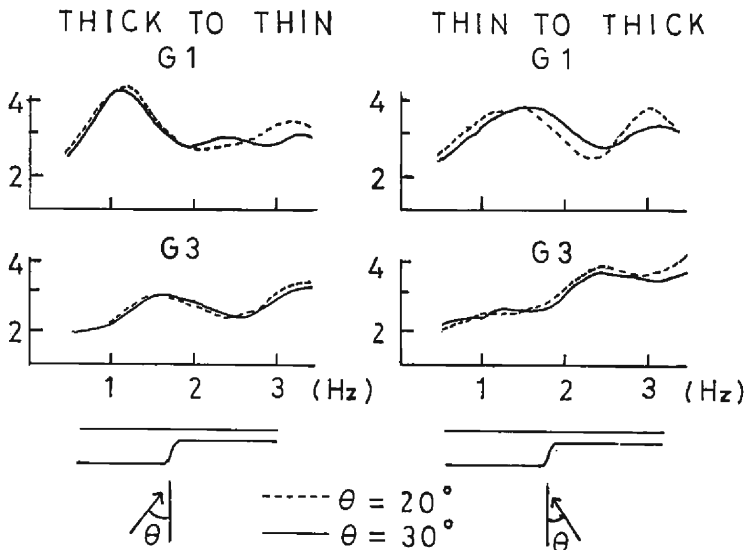 THICK TO THIN
THIN TO THICK
G1
G1
4
2
4
2
G3
G3
4
2
4
2
1 2 3 (Hz)
1 2 3 (Hz)
θ
θ = 20°
θ = 30°
θ